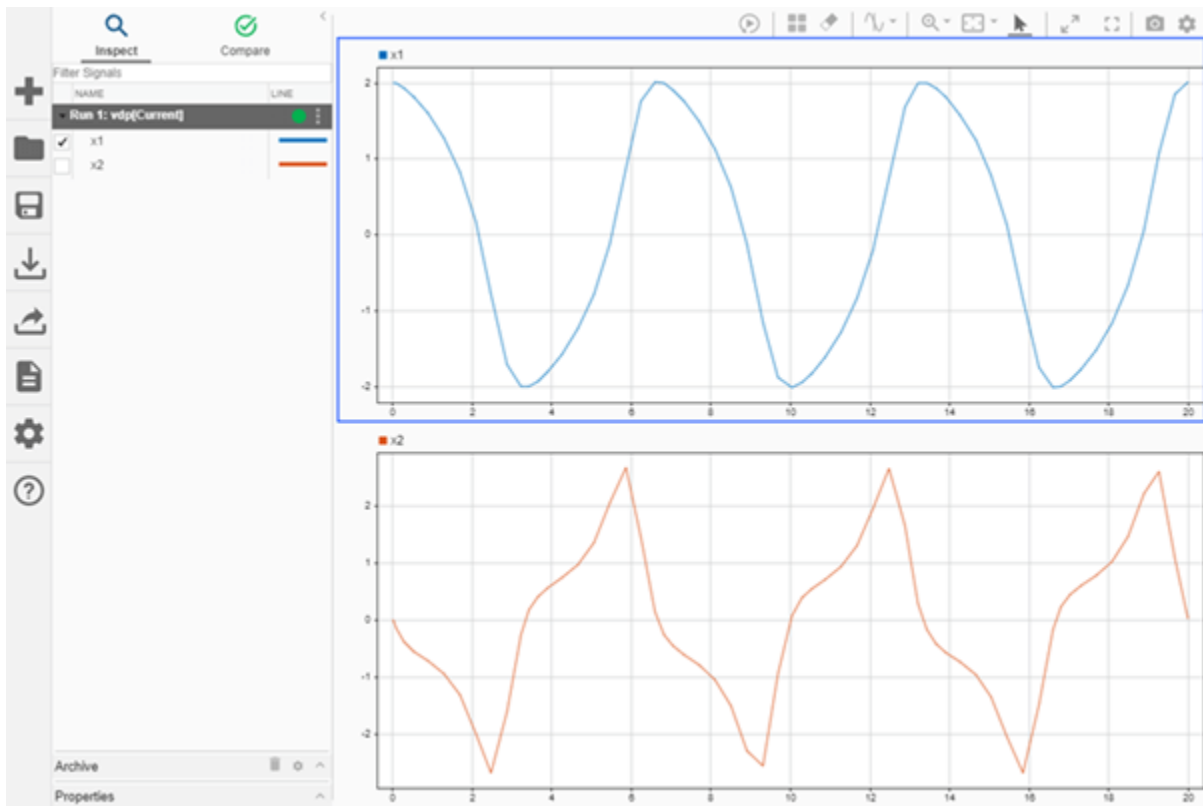 Inspect Compare
Filter Signals
NAME LINE
Run 1: vdp[Current]
x1
x2
Archive
Properties
x1
2
1
0
-1
-2
0 2 4 6 8 10 12 14 16 18 20
x2
2
1
0
-1
-2
0 2 4 6 8 10 12 14 16 18 20